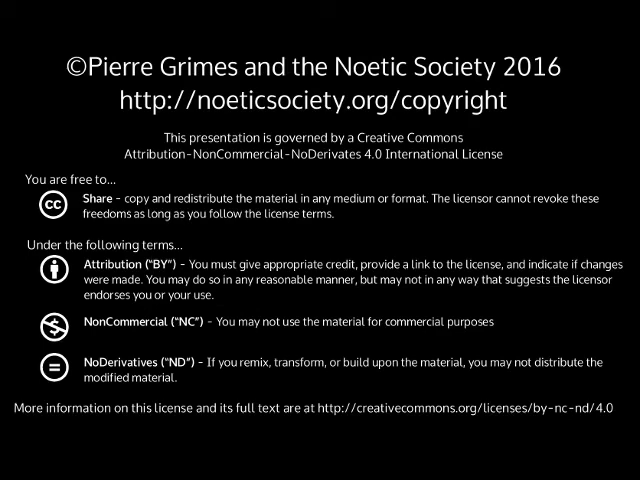 ©Pierre Grimes and the Noetic Society 2016
http://noeticsociety.org/copyright
This presentation is governed by a Creative Commons
Attribution-NonCommercial-NoDerivates 4.0 International License
You are free to...
cc
Share - copy and redistribute the material in any medium or format. The licensor cannot revoke these
freedoms as long as you follow the license terms.
Under the following terms...
Attribution ("BY") - You must give appropriate credit, provide a link to the license, and indicate if changes
were made. You may do so in any reasonable manner, but may not in any way that suggests the licensor
endorses you or your use.
NonCommercial ("NC") - You may not use the material for commercial purposes
NoDerivatives ("ND") - If you remix, transform, or build upon the material, you may not distribute the
modified material.
More information on this license and its full text are at http://creativecommons.org/licenses/by-nc-nd/4.0